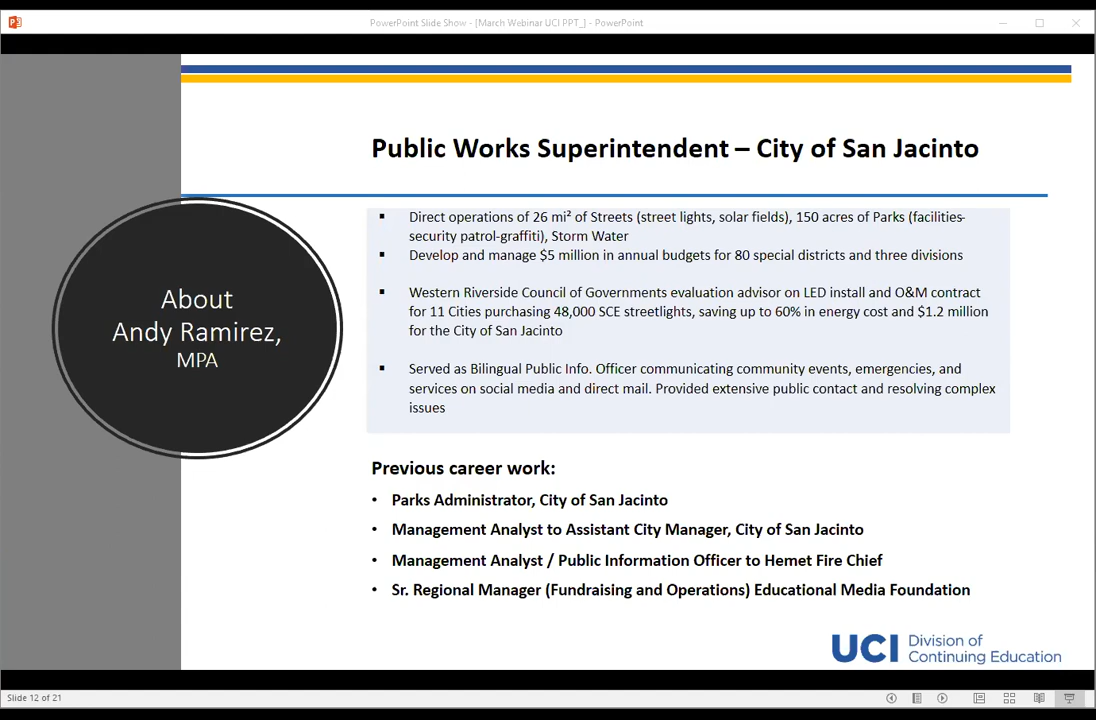 PowerPoint Slide Show - [March Webinar UCI PPT_] - PowerPoint
Public Works Superintendent – City of San Jacinto
▪ Direct operations of 26 mi² of Streets (street lights, solar fields), 150 acres of Parks (facilities-
security patrol-graffiti), Storm Water
▪ Develop and manage $5 million in annual budgets for 80 special districts and three divisions
▪ Western Riverside Council of Governments evaluation advisor on LED install and O&M contract
for 11 Cities purchasing 48,000 SCE streetlights, saving up to 60% in energy cost and $1.2 million
for the City of San Jacinto
▪ Served as Bilingual Public Info. Officer communicating community events, emergencies, and
services on social media and direct mail. Provided extensive public contact and resolving complex
issues
About
Andy Ramirez,
MPA
Previous career work:
• Parks Administrator, City of San Jacinto
• Management Analyst to Assistant City Manager, City of San Jacinto
• Management Analyst / Public Information Officer to Hemet Fire Chief
• Sr. Regional Manager (Fundraising and Operations) Educational Media Foundation
UCI Division of
Continuing Education
Slide 12 of 21